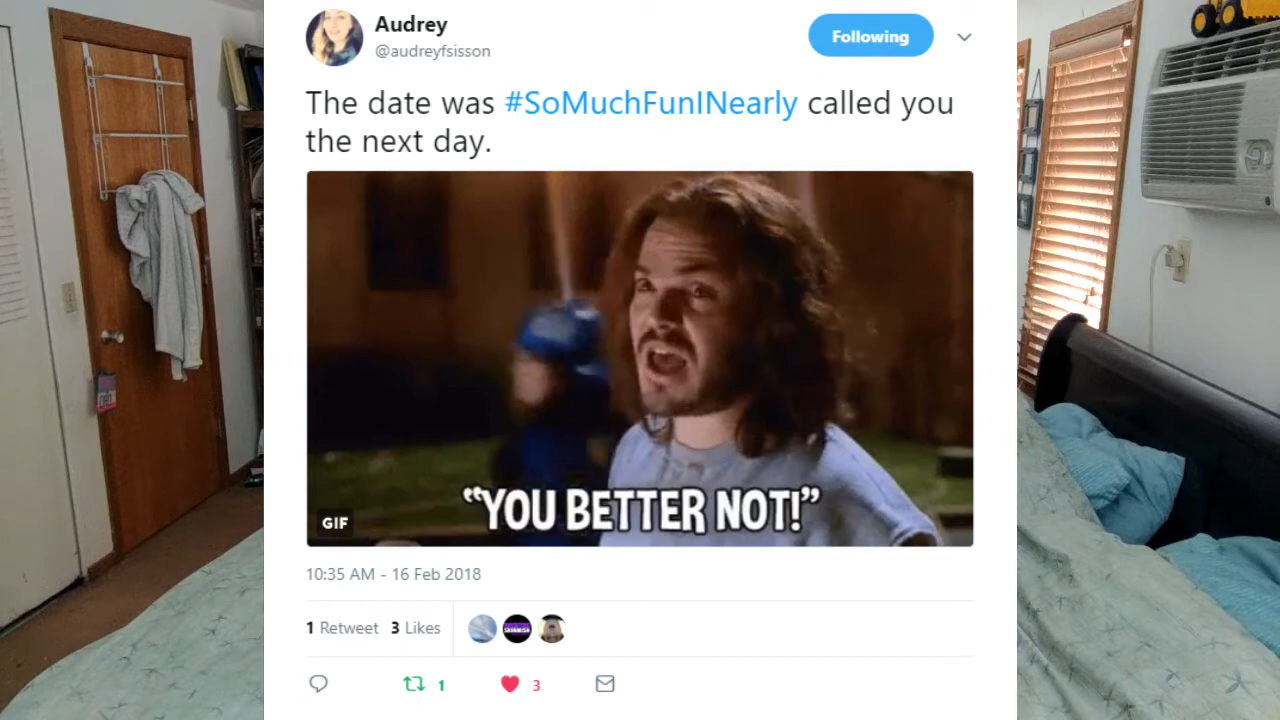 Audrey
@audreyfsisson
Following
The date was #SoMuchFunINearly called you
the next day.
"YOU BETTER NOT!"
GIF
10:35 AM - 16 Feb 2018
1 Retweet 3 Likes
1 3